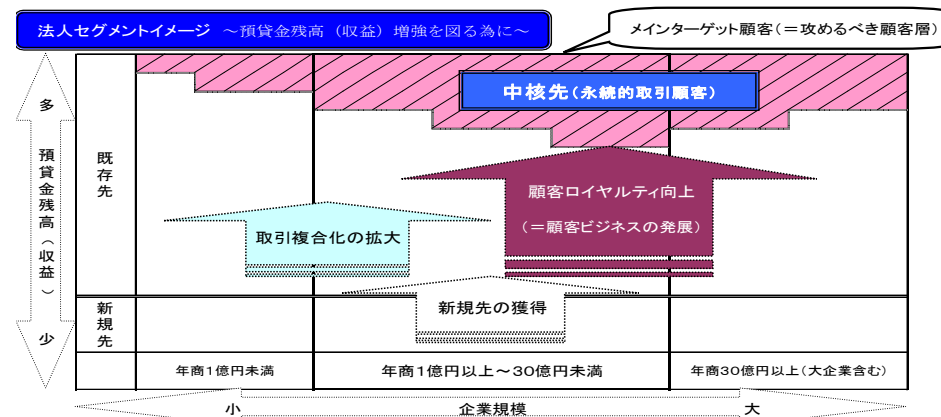 法人セグメントイメージ ～預貸金残高（収益）増強を図る為に～
メインターゲット顧客(＝攻めるべき顧客層)
中核先(永続的取引顧客)
多
預貸金残高(収益)
少
既存先
新規先
顧客ロイヤルティ向上
(＝顧客ビジネスの発展)
取引複合化の拡大
新規先の獲得
年商1億円未満
年商1億円以上～30億円未満
年商30億円以上(大企業含む)
小
企業規模
大